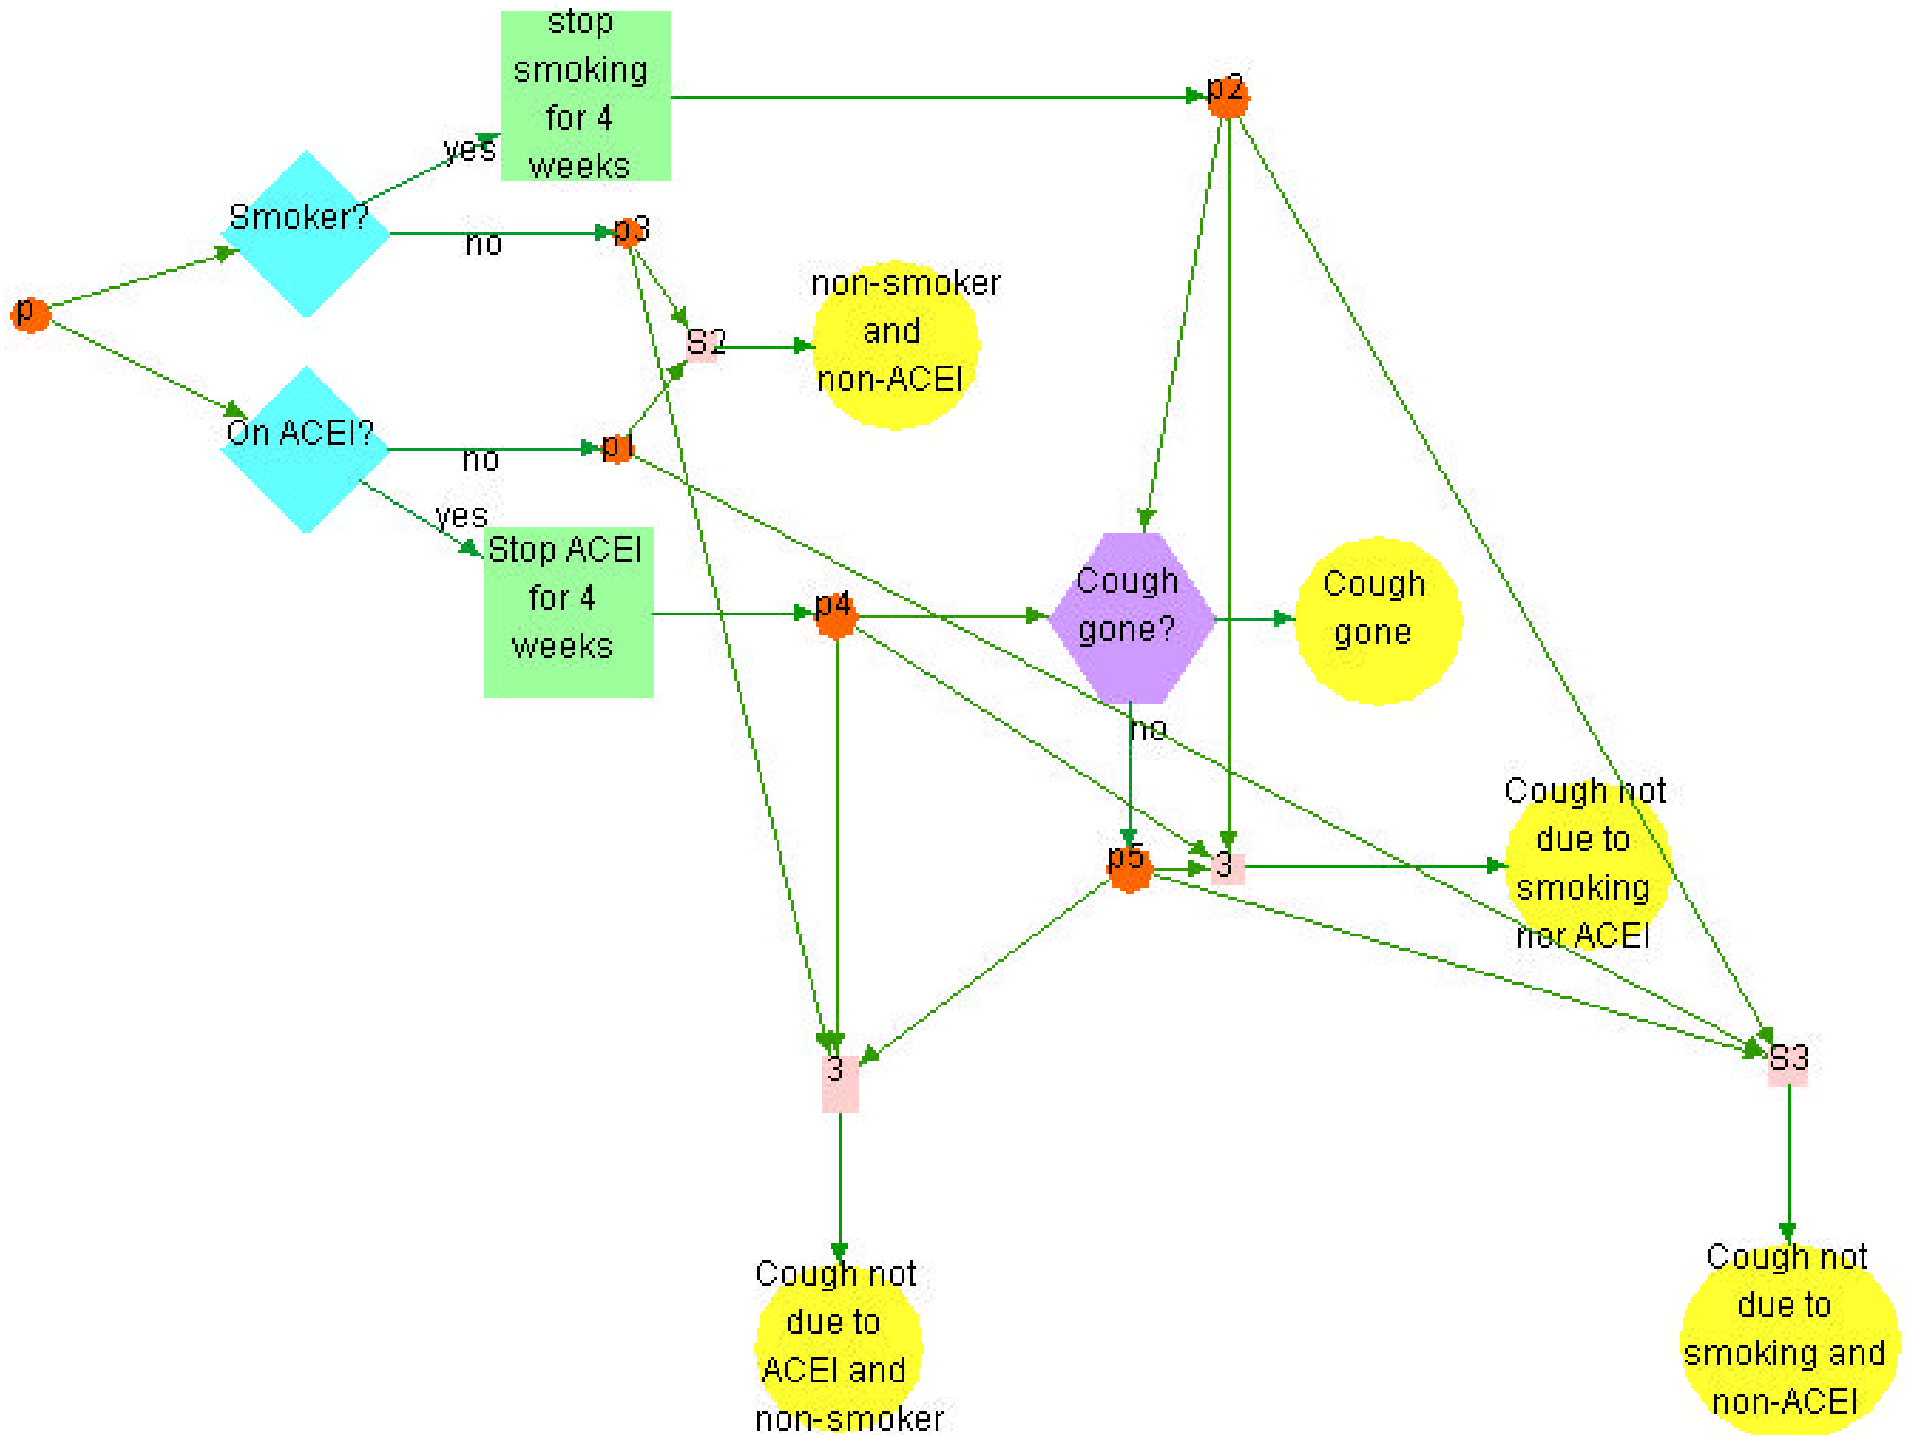 stop
smoking
for 4
weeks
p2
yes
Smoker?
no
p3
p
non-smoker
and
non-ACEI
S2
On ACEI?
no
p1
yes
Stop ACEI
for 4
weeks
p4
Cough
gone?
Cough
gone
no
Cough not
due to
smoking
nor ACEI
p5
3
3
S3
Cough not
due to
ACEI and
non-smoker
Cough not
due to
smoking and
non-ACEI